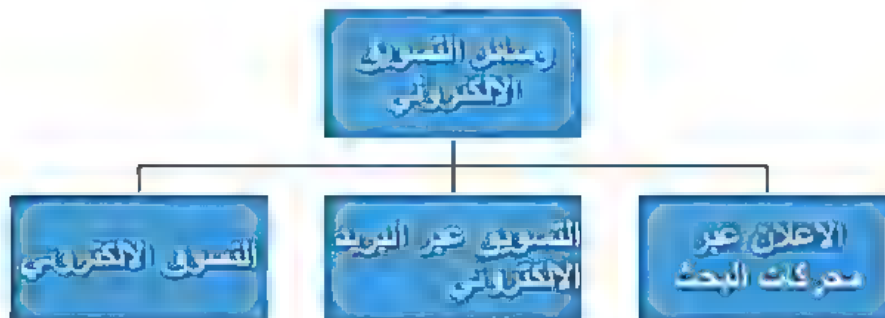 وسائل التسويق
الالكتروني
الاعلان عبر
محركات البحث
التسويق عبر البريد
الالكتروني
التسوق الالكتروني